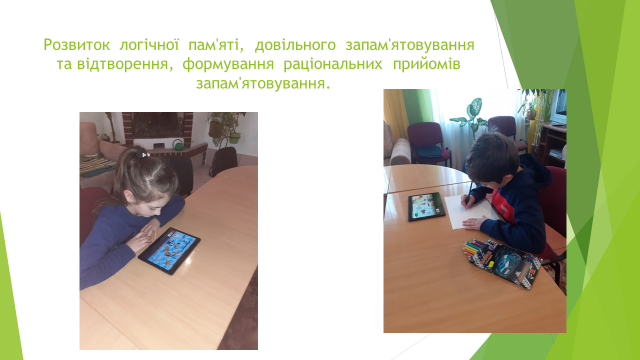 Розвиток логічної пам'яті, довільного запам'ятовування
та відтворення, формування раціональних прийомів
запам'ятовування.